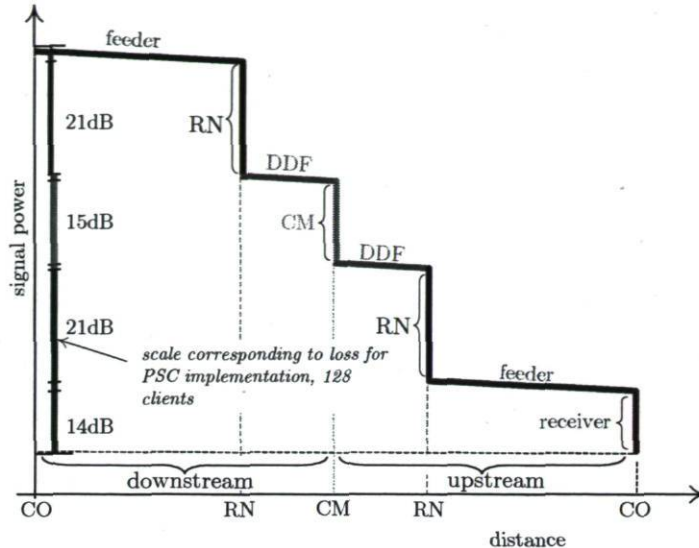 feeder
21dB
RN
DDF
15dB
CM
DDF
signal power
21dB
RN
scale corresponding to loss for
PSC implementation, 128
clients
feeder
14dB
receiver
downstream
upstream
CO
RN
CM
RN
CO
distance